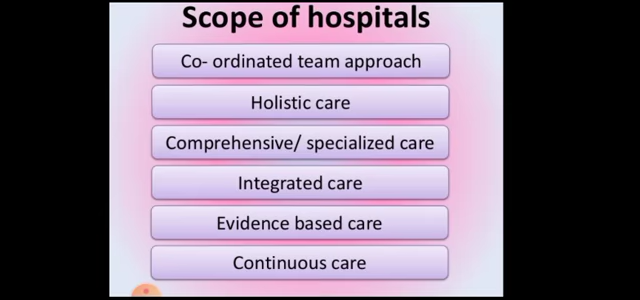 Scope of hospitals
Co- ordinated team approach
Holistic care
Comprehensive/ specialized care
Integrated care
Evidence based care
Continuous care